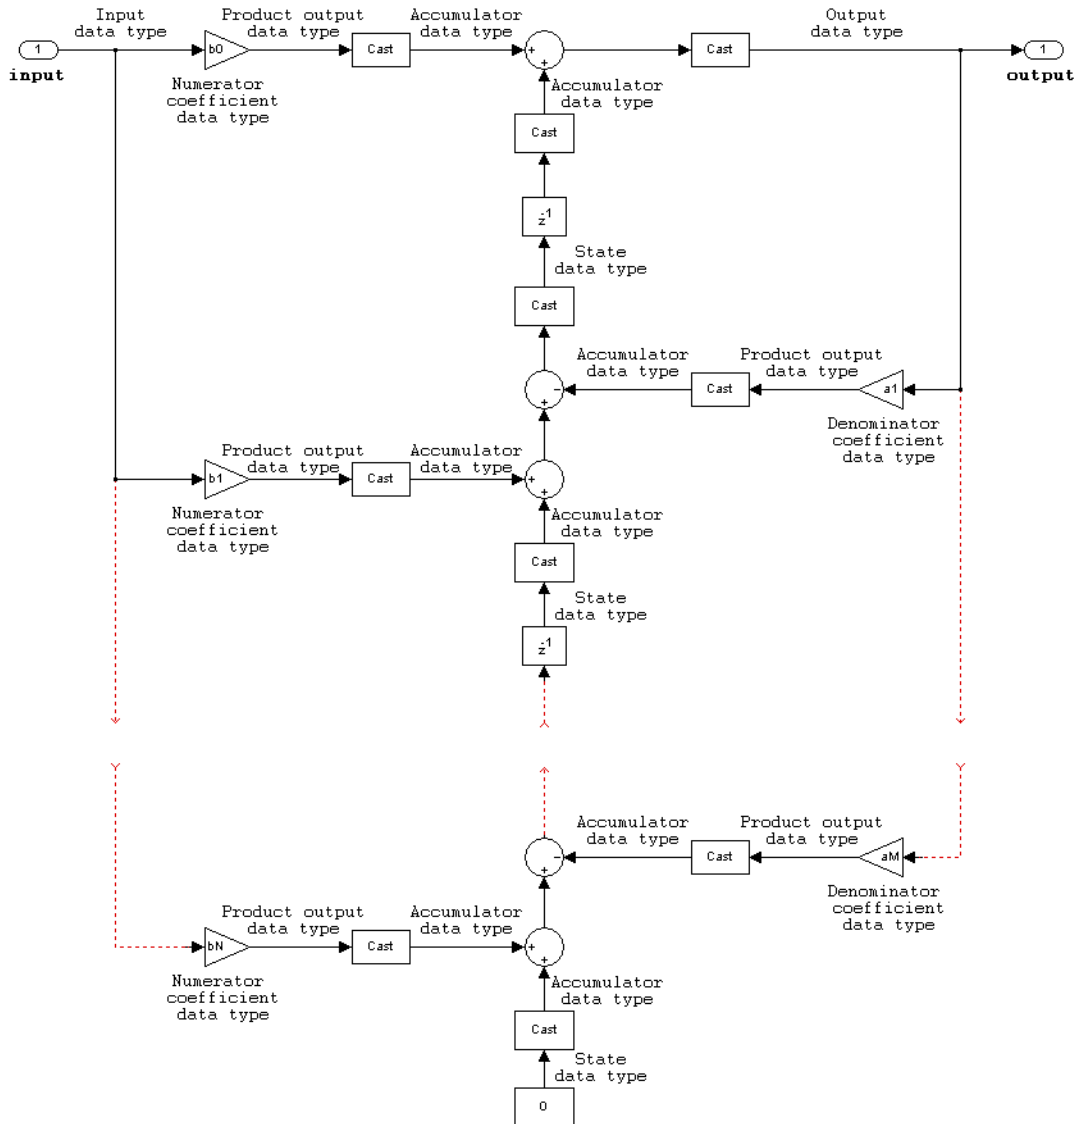 Input
data type
Product output
data type
Accumulator
data type
Output
data type
1
b0
Cast
+
+
Cast
1
input
output
Numerator
coefficient
data type
Accumulator
data type
Cast
z-1
State
data type
Cast
Accumulator
data type
Product output
data type
-
+
Cast
a1
Denominator
coefficient
data type
Product output
data type
Accumulator
data type
b1
Cast
+
+
Numerator
coefficient
data type
Accumulator
data type
Cast
State
data type
z-1
Accumulator
data type
Product output
data type
-
+
Cast
aM
Denominator
coefficient
data type
Product output
data type
Accumulator
data type
bN
Cast
+
+
Numerator
coefficient
data type
Accumulator
data type
Cast
State
data type
0